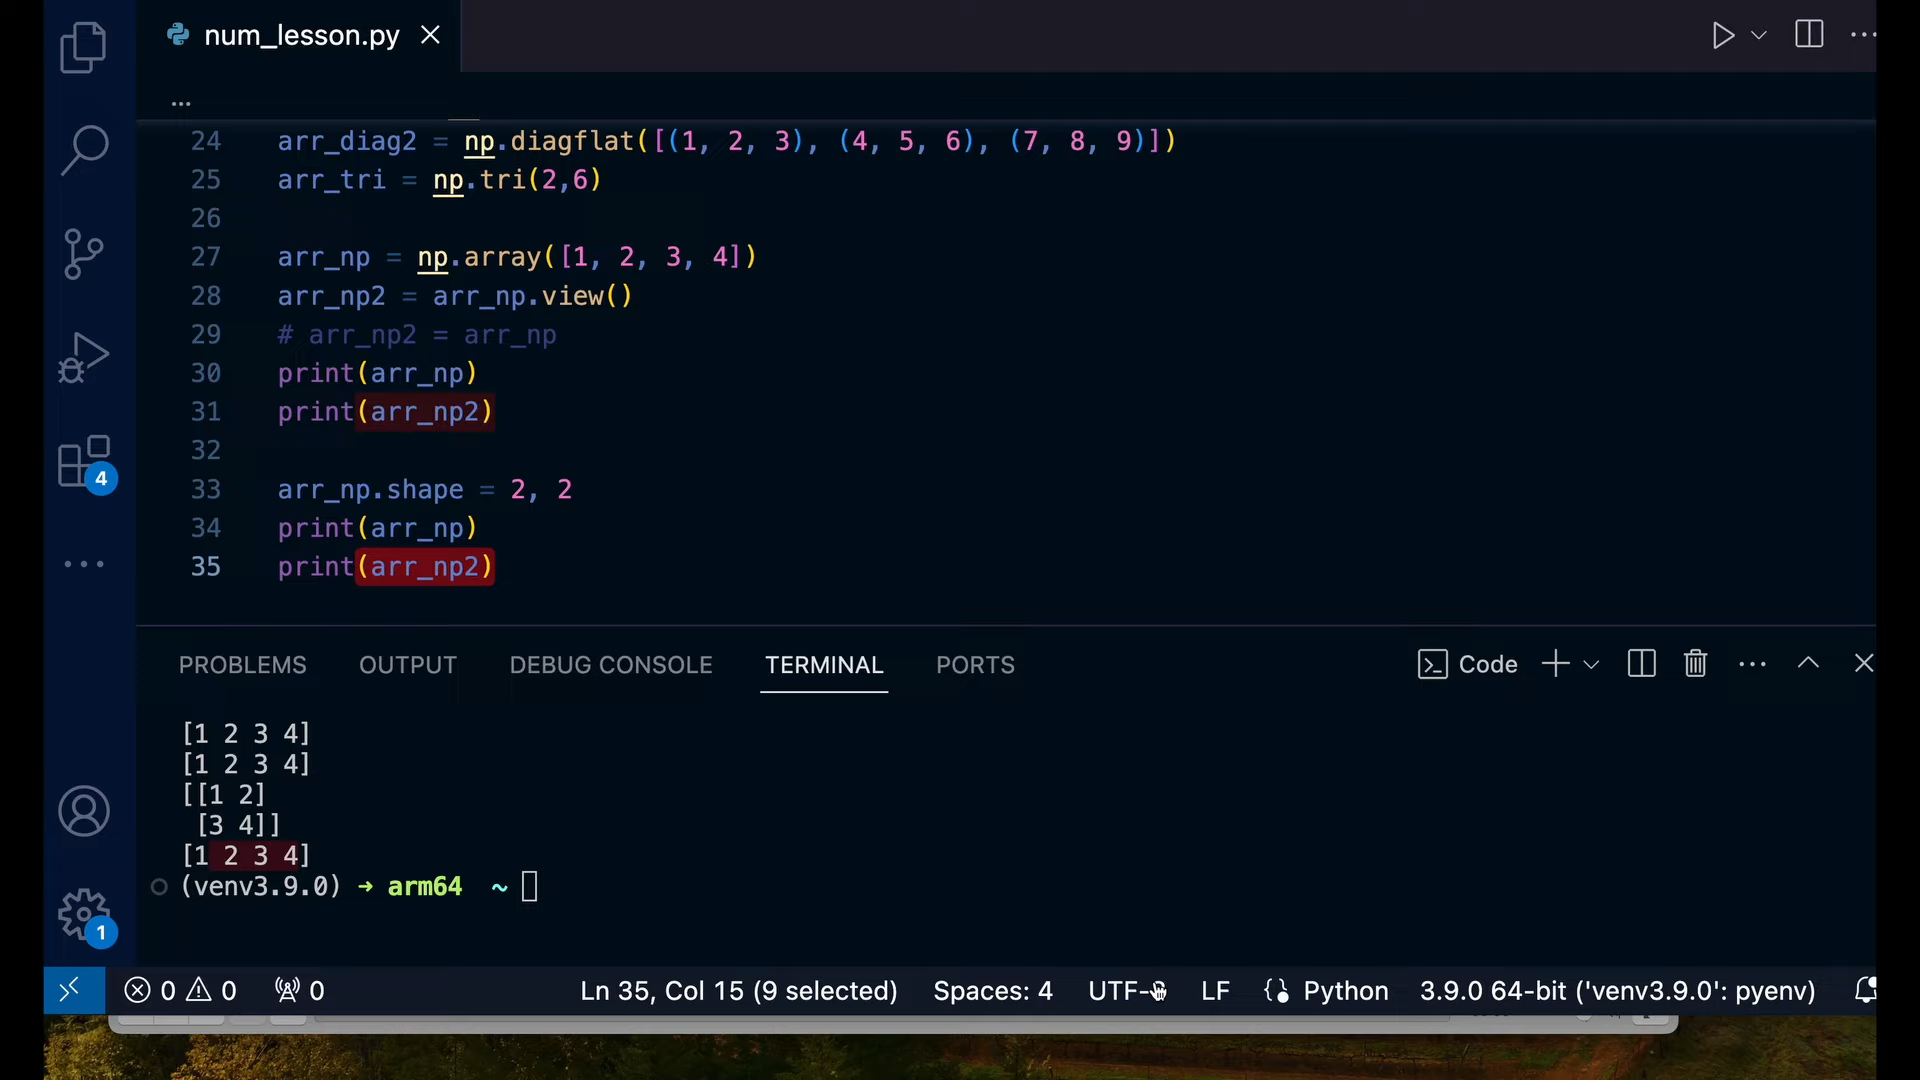 num_lesson.py
...
24 arr_diag2 = np.diagflat([(1, 2, 3), (4, 5, 6), (7, 8, 9)])
25 arr_tri = np.tri(2,6)
26
27 arr_np = np.array([1, 2, 3, 4])
28 arr_np2 = arr_np.view()
29 # arr_np2 = arr_np
30 print(arr_np)
31 print(arr_np2)
32
33 arr_np.shape = 2, 2
34 print(arr_np)
35 print(arr_np2)
4
PROBLEMS OUTPUT DEBUG CONSOLE TERMINAL PORTS Code
[1 2 3 4]
[1 2 3 4]
[[1 2]
 [3 4]]
[1 2 3 4]
(venv3.9.0) ➜ arm64 ~
1
0 0 0 Ln 35, Col 15 (9 selected) Spaces: 4 UTF-8 LF Python 3.9.0 64-bit ('venv3.9.0': pyenv)